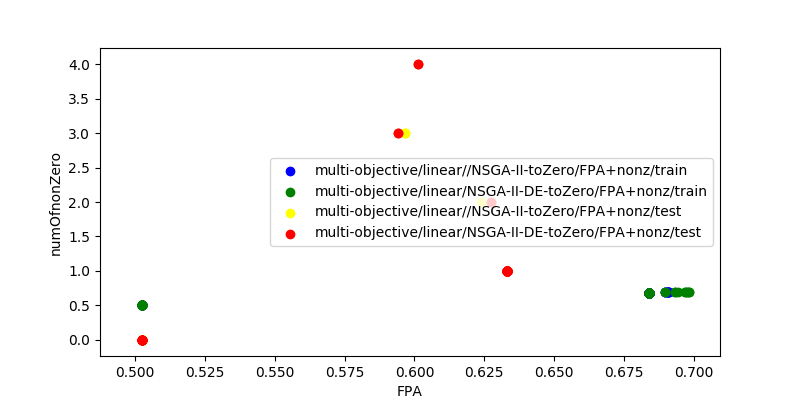 4.0
3.5
3.0
2.5
2.0
1.5
1.0
0.5
0.0
numOfnonZero
multi-objective/linear//NSGA-II-toZero/FPA+nonz/train
multi-objective/linear/NSGA-II-DE-toZero/FPA+nonz/train
multi-objective/linear//NSGA-II-toZero/FPA+nonz/test
multi-objective/linear/NSGA-II-DE-toZero/FPA+nonz/test
0.500 0.525 0.550 0.575 0.600 0.625 0.650 0.675 0.700
FPA